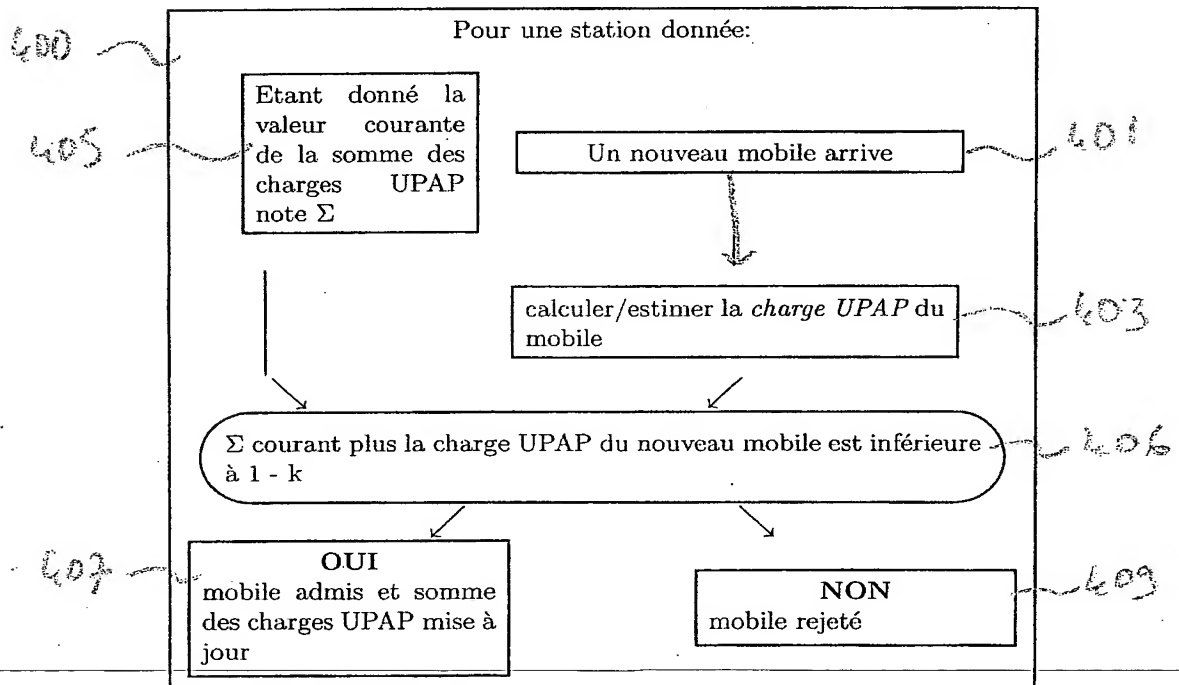 Pour une station donnée:
400
Etant donné la
valeur courante
de la somme des
charges UPAP
note Σ
405
Un nouveau mobile arrive
401
calculer/estimer la charge UPAP du
mobile
403
Σ courant plus la charge UPAP du nouveau mobile est inférieure
à 1 - k
406
OUI
mobile admis et somme
des charges UPAP mise à
jour
407
NON
mobile rejeté
409